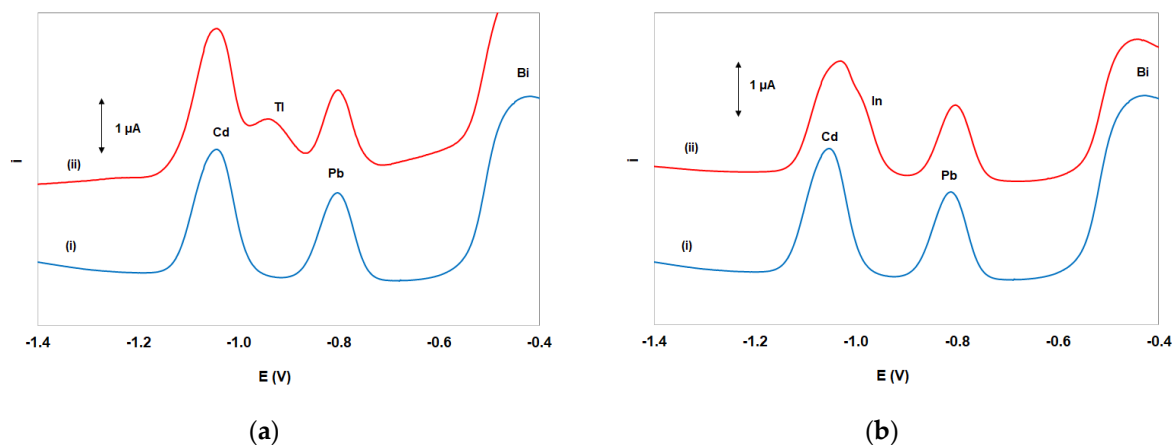 Bi
Tl
1 µA
Cd
(ii)
Pb
i
(i)
-1.4 -1.2 -1.0 -0.8 -0.6 -0.4
E (V)
(a)
Bi
1 µA
In
Cd
(ii)
Pb
i
(i)
-1.4 -1.2 -1.0 -0.8 -0.6 -0.4
E (V)
(b)